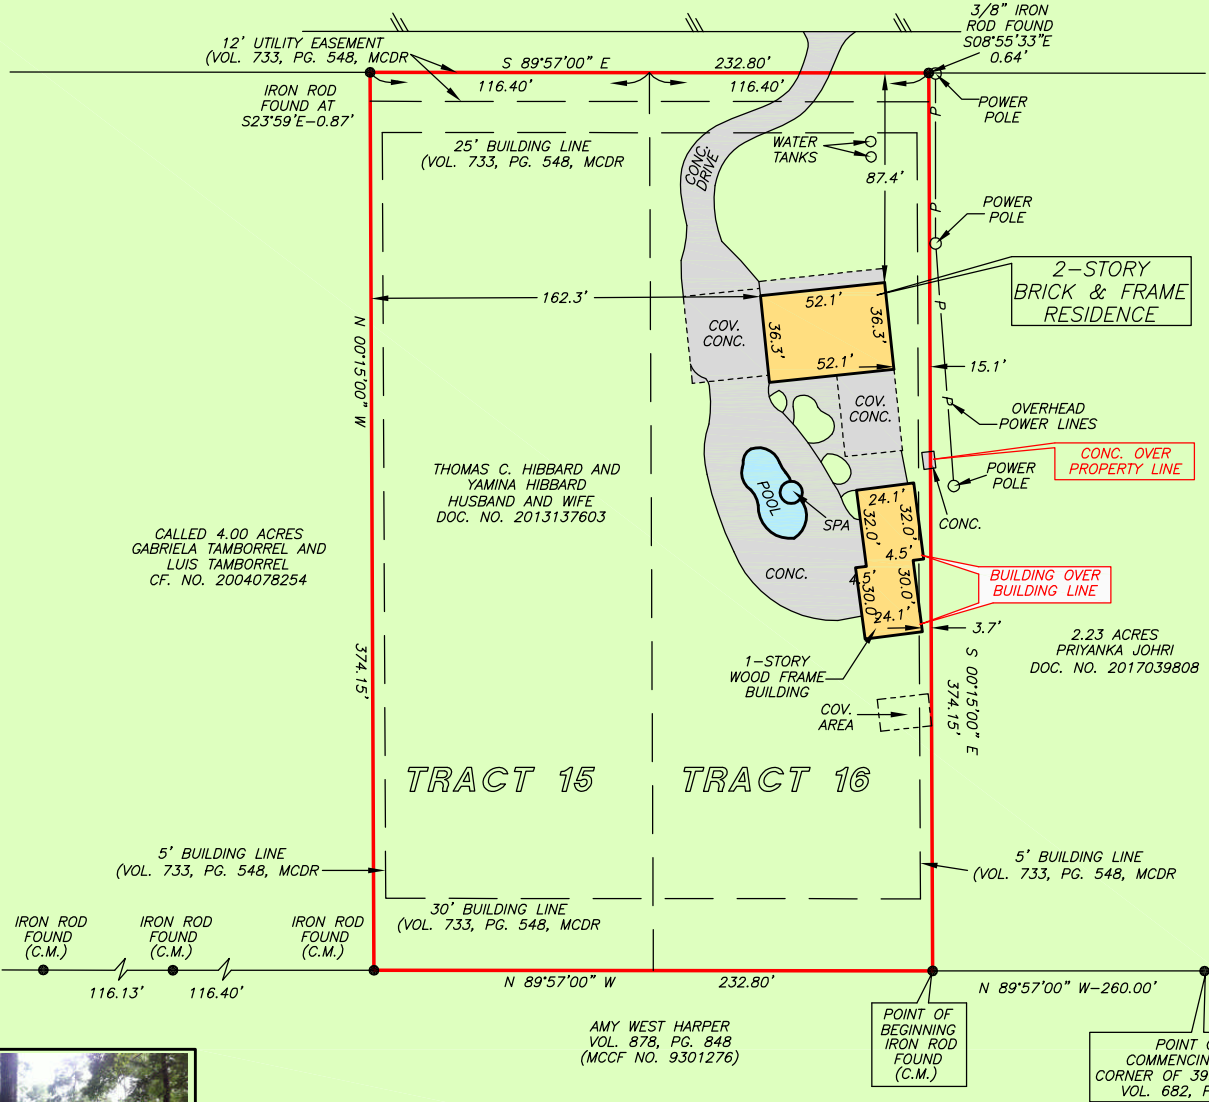 3/8" IRON
ROD FOUND
S08°55'33"E
0.64'
12' UTILITY EASEMENT
(VOL. 733, PG. 548, MCDR
S 89°57'00" E
232.80'
116.40'
116.40'
IRON ROD
FOUND AT
S23°59'E-0.87'
POWER
POLE
25' BUILDING LINE
(VOL. 733, PG. 548, MCDR
CONC.
DRIVE
WATER
TANKS
87.4'
P
P
POWER
POLE
2-STORY
BRICK & FRAME
RESIDENCE
162.3'
52.1'
36.3'
36.3'
52.1'
COV.
CONC.
P
N 00°15'00" W
15.1'
P
OVERHEAD
POWER LINES
COV.
CONC.
CONC. OVER
PROPERTY LINE
THOMAS C. HIBBARD AND
YAMINA HIBBARD
HUSBAND AND WIFE
DOC. NO. 2013137603
POWER
POLE
POOL
SPA
24.1'
32.0'
32.0'
4.5'
CONC.
CALLED 4.00 ACRES
GABRIELA TAMBORREL AND
LUIS TAMBORREL
CF. NO. 2004078254
CONC.
4.5'
30.0'
30.0'
24.1'
BUILDING OVER
BUILDING LINE
3.7'
2.23 ACRES
PRIYANKA JOHRI
DOC. NO. 2017039808
374.15'
1-STORY
WOOD FRAME
BUILDING
S 00°15'00" E
374.15'
COV.
AREA
TRACT 15
TRACT 16
5' BUILDING LINE
(VOL. 733, PG. 548, MCDR
5' BUILDING LINE
(VOL. 733, PG. 548, MCDR
30' BUILDING LINE
(VOL. 733, PG. 548, MCDR
IRON ROD
FOUND
(C.M.)
IRON ROD
FOUND
(C.M.)
IRON ROD
FOUND
(C.M.)
116.13'
116.40'
N 89°57'00" W
232.80'
N 89°57'00" W-260.00'
AMY WEST HARPER
VOL. 878, PG. 848
(MCCF NO. 9301276)
POINT OF
BEGINNING
IRON ROD
FOUND
(C.M.)
POINT
COMMENCIN
CORNER OF 39
VOL. 682, P